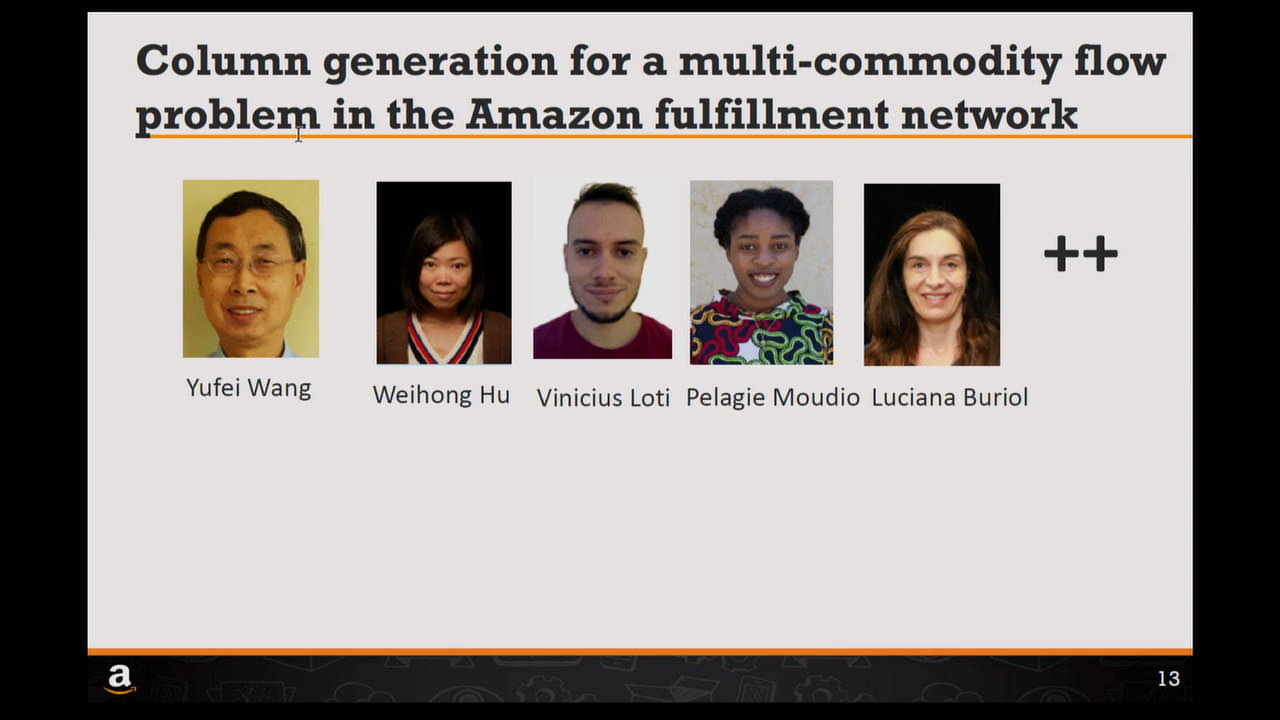 Column generation for a multi-commodity flow
problem in the Amazon fulfillment network
++
Yufei Wang
Weihong Hu
Vinicius Loti
Pelagie Moudio
Luciana Buriol
a
13